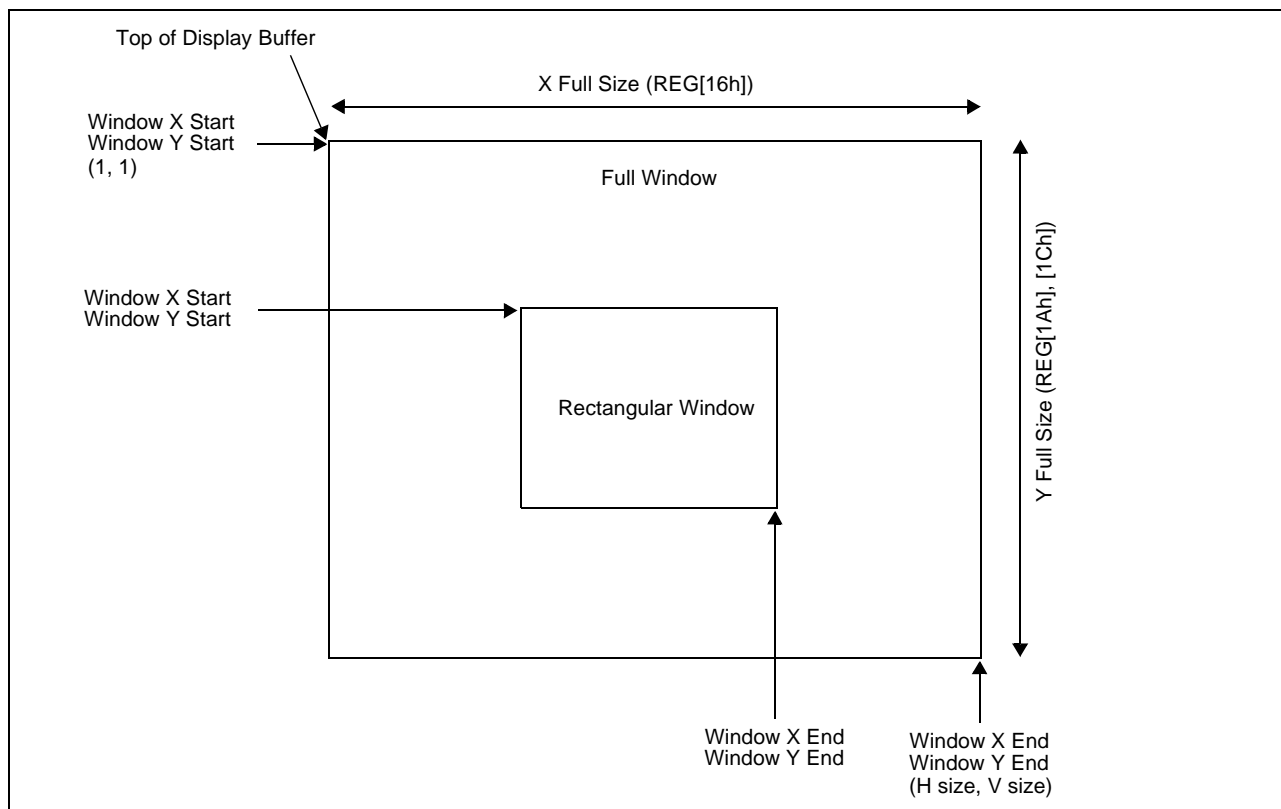 Top of Display Buffer
X Full Size (REG[16h])
Window X Start
Window Y Start
(1, 1)
Full Window
Y Full Size (REG[1Ah], [1Ch])
Window X Start
Window Y Start
Rectangular Window
Window X End
Window Y End
Window X End
Window Y End
(H size, V size)